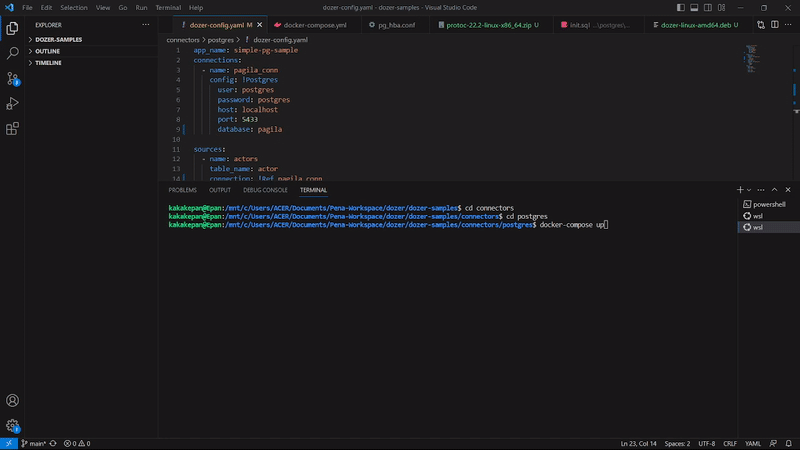 File Edit Selection View Go Run Terminal Help
dozer-config.yaml - dozer-samples - Visual Studio Code
EXPLORER
DOZER-SAMPLES
OUTLINE
TIMELINE
dozer-config.yaml M
docker-compose.yml
pg_hba.conf
protoc-22.2-linux-x86_64.zip U
init.sql ...\postgres\...
dozer-linux-amd64.deb U
connectors > postgres > dozer-config.yaml
1 app_name: simple-pg-sample
2 connections:
3 - name: pagila_conn
4 config: !Postgres
5 user: postgres
6 password: postgres
7 host: localhost
8 port: 5433
9 database: pagila
10
11 sources:
12 - name: actors
13 table_name: actor
14 connection: !Ref pagila_conn
PROBLEMS OUTPUT DEBUG CONSOLE TERMINAL
kakakepan@Epan:/mnt/c/Users/ACER/Documents/Pena-Workspace/dozer/dozer-samples$ cd connectors
kakakepan@Epan:/mnt/c/Users/ACER/Documents/Pena-Workspace/dozer/dozer-samples/connectors$ cd postgres
kakakepan@Epan:/mnt/c/Users/ACER/Documents/Pena-Workspace/dozer/dozer-samples/connectors/postgres$ docker-compose up
powershell
wsl
wsl
main* 0 0
Ln 23, Col 14 Spaces: 2 UTF-8 CRLF YAML